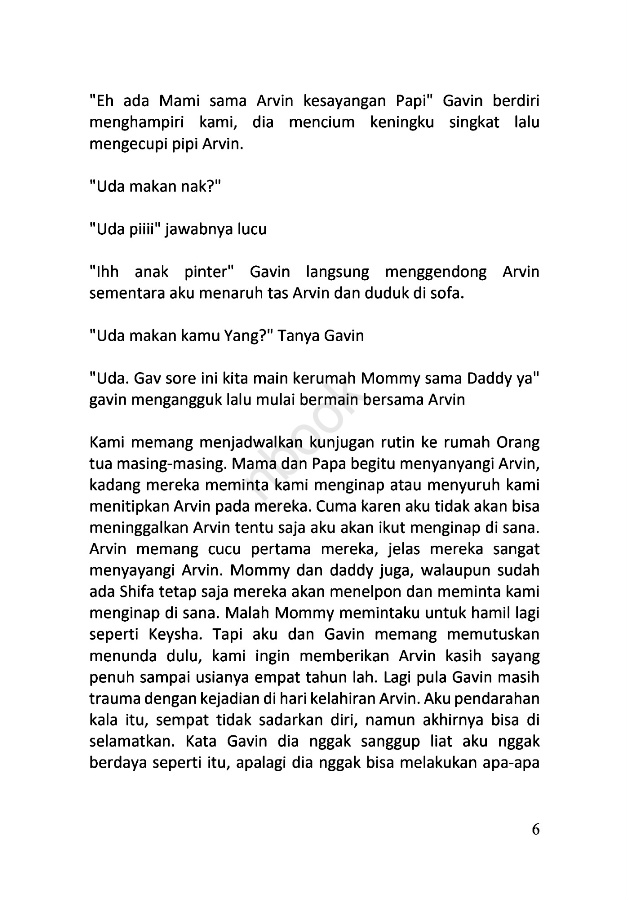 "Eh ada Mami sama Arvin kesayangan Papi" Gavin berdiri
menghampiri kami, dia mencium keningku singkat lalu
mengecupi pipi Arvin.
"Uda makan nak?"
"Uda piiii" jawabnya lucu
"Ihh anak pinter" Gavin langsung menggendong Arvin
sementara aku menaruh tas Arvin dan duduk di sofa.
"Uda makan kamu Yang?" Tanya Gavin
"Uda. Gav sore ini kita main kerumah Mommy sama Daddy ya"
gavin mengangguk lalu mulai bermain bersama Arvin
Kami memang menjadwalkan kunjugan rutin ke rumah Orang
tua masing-masing. Mama dan Papa begitu menyanyangi Arvin,
kadang mereka meminta kami menginap atau menyuruh kami
menitipkan Arvin pada mereka. Cuma karen aku tidak akan bisa
meninggalkan Arvin tentu saja aku akan ikut menginap di sana.
Arvin memang cucu pertama mereka, jelas mereka sangat
menyayangi Arvin. Mommy dan daddy juga, walaupun sudah
ada Shifa tetap saja mereka akan menelpon dan meminta kami
menginap di sana. Malah Mommy memintaku untuk hamil lagi
seperti Keysha. Tapi aku dan Gavin memang memutuskan
menunda dulu, kami ingin memberikan Arvin kasih sayang
penuh sampai usianya empat tahun lah. Lagi pula Gavin masih
trauma dengan kejadian di hari kelahiran Arvin. Aku pendarahan
kala itu, sempat tidak sadarkan diri, namun akhirnya bisa di
selamatkan. Kata Gavin dia nggak sanggup liat aku nggak
berdaya seperti itu, apalagi dia nggak bisa melakukan apa-apa
6